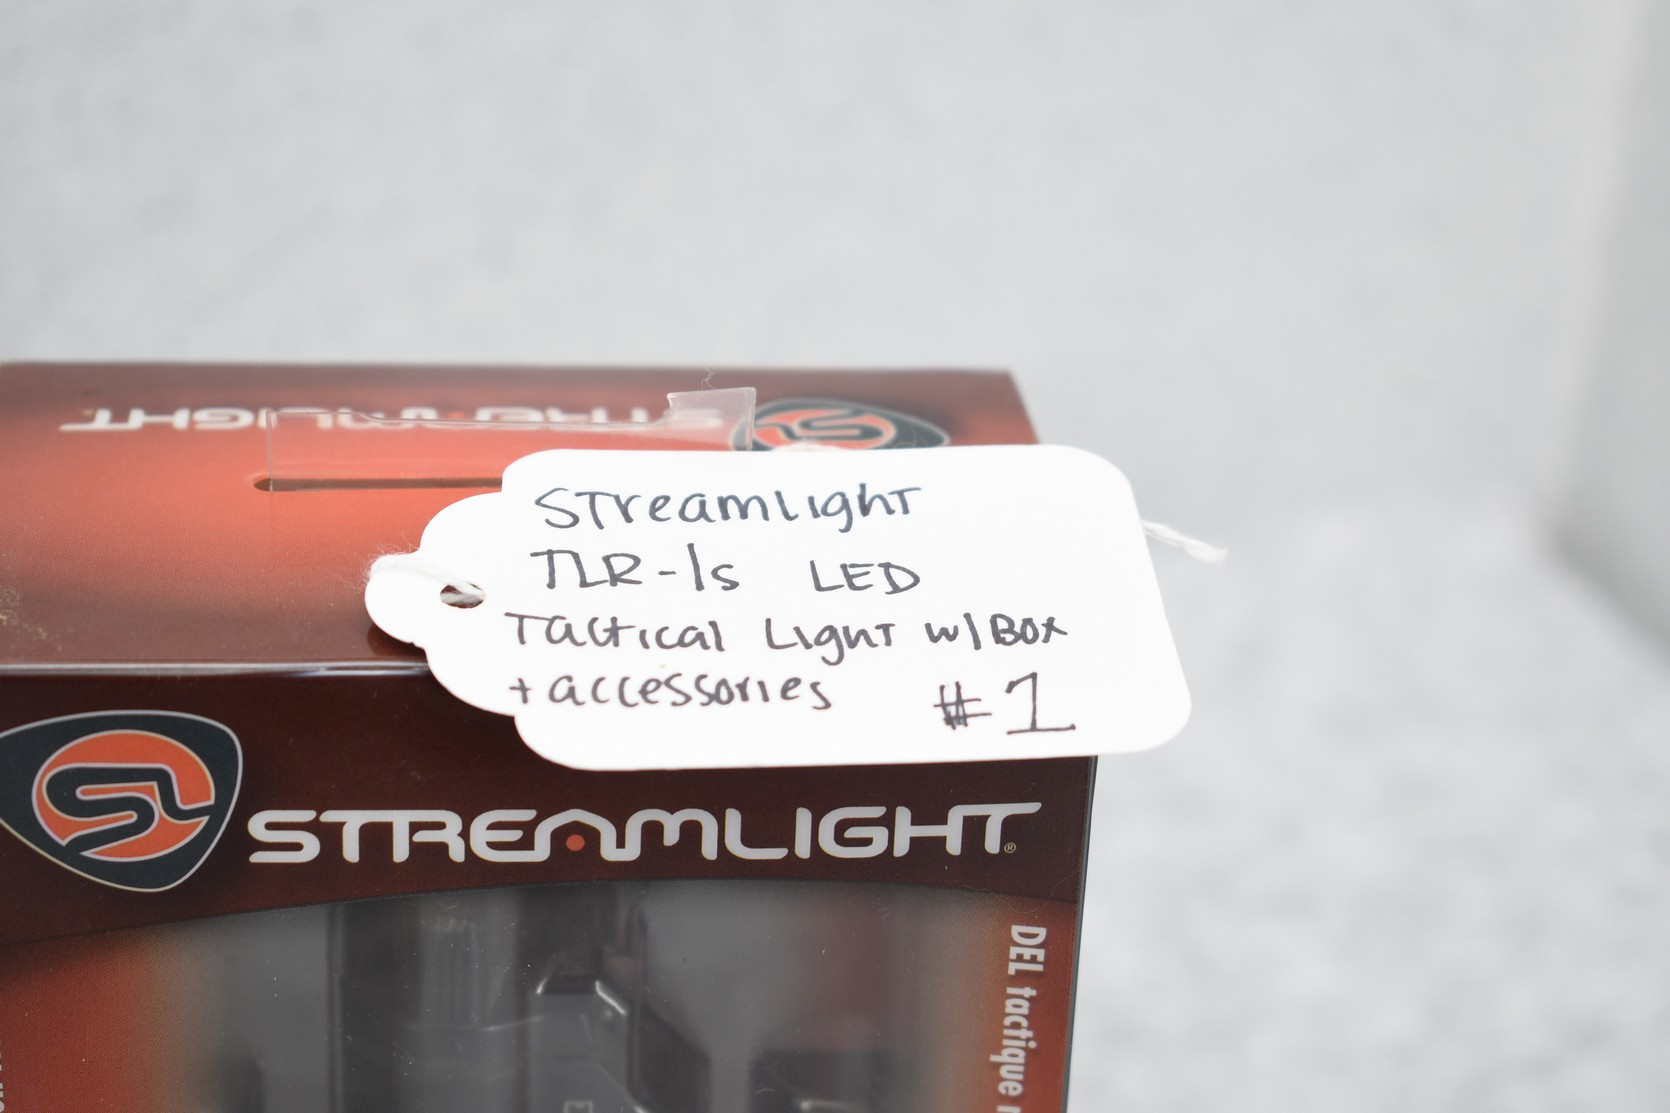 STREAMLIGHT
Streamlight
TLR-1s LED
Tactical Light w/Box
+ accessories #1
STREAMLIGHT®
DEL tactique